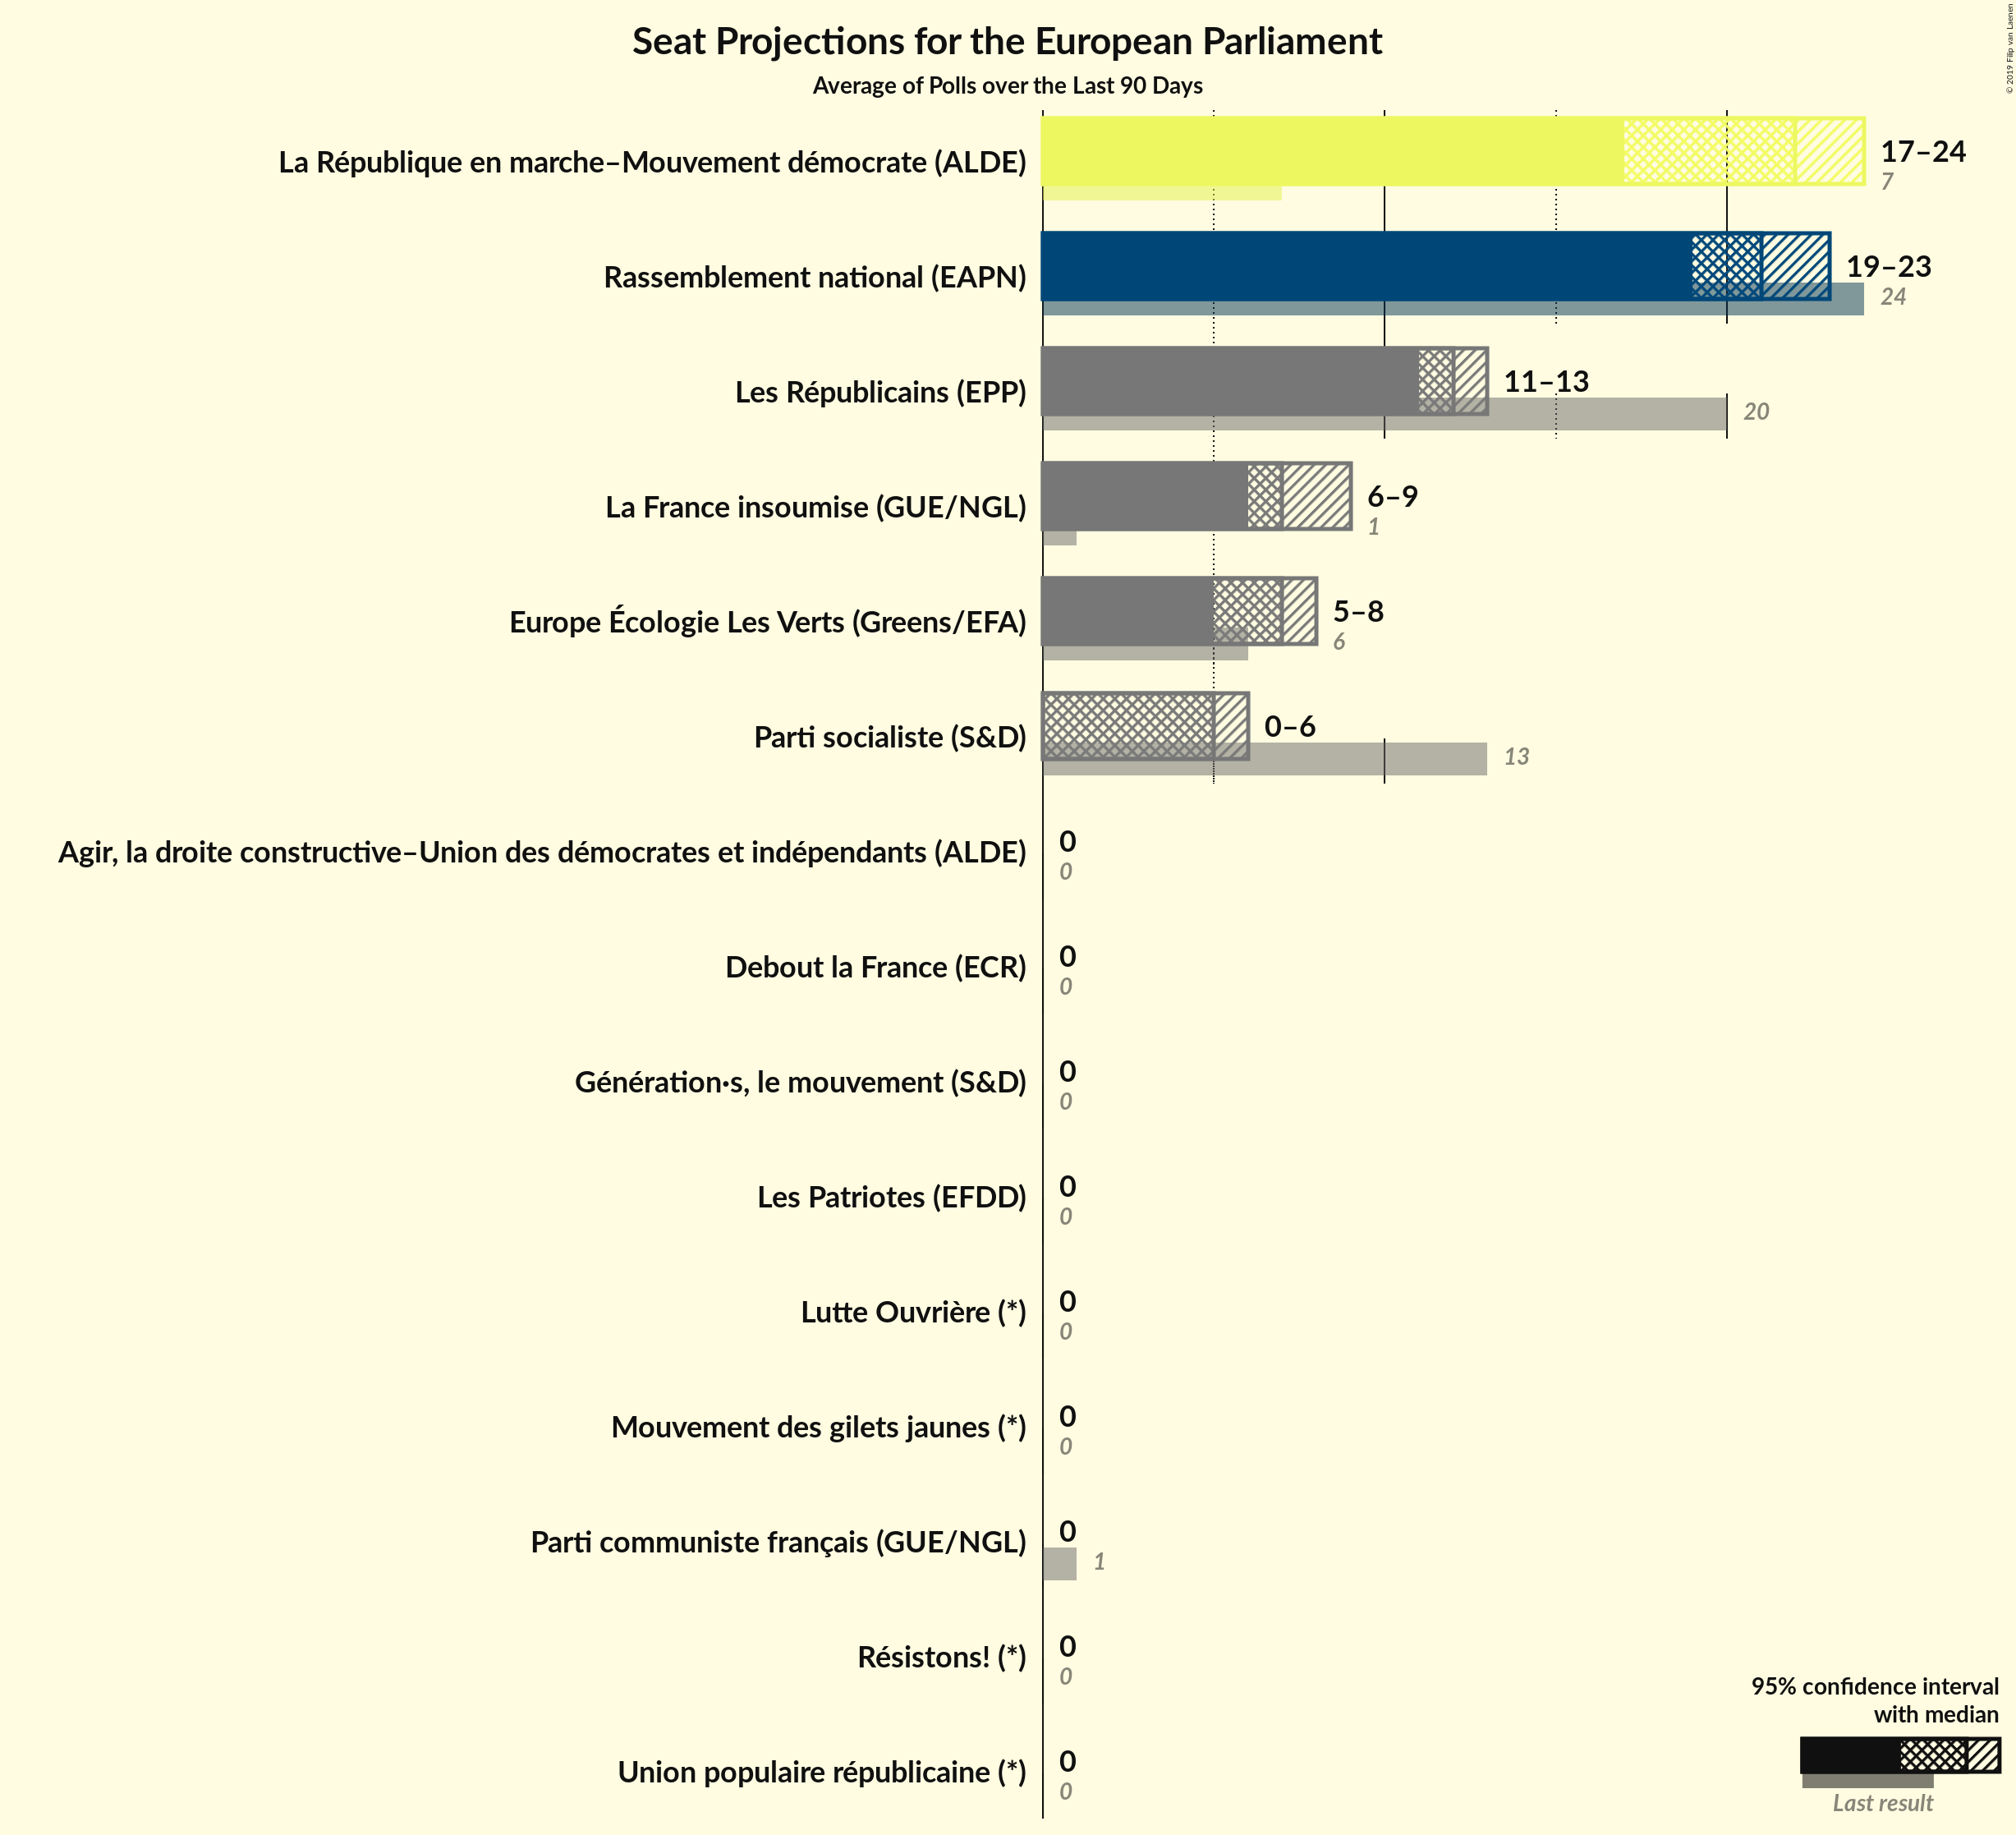 Seat Projections for the European Parliament
Average of Polls over the Last 90 Days
© 2019 Filip van Laenen
La République en marche–Mouvement démocrate (ALDE)
17–24
7
Rassemblement national (EAPN)
19–23
24
Les Républicains (EPP)
11–13
20
La France insoumise (GUE/NGL)
6–9
1
Europe Écologie Les Verts (Greens/EFA)
5–8
6
Parti socialiste (S&D)
0–6
13
Agir, la droite constructive–Union des démocrates et indépendants (ALDE)
0
0
Debout la France (ECR)
0
0
Génération·s, le mouvement (S&D)
0
0
Les Patriotes (EFDD)
0
0
Lutte Ouvrière (*)
0
0
Mouvement des gilets jaunes (*)
0
0
Parti communiste français (GUE/NGL)
0
1
Résistons! (*)
0
0
Union populaire républicaine (*)
0
0
95% confidence interval
with median
Last result